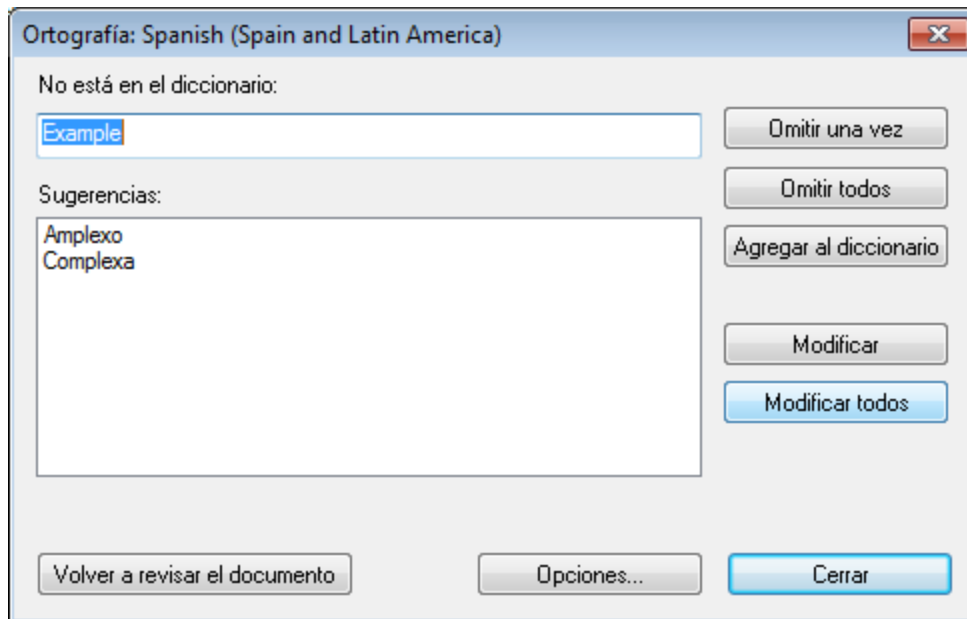 Ortografía: Spanish (Spain and Latin America)
No está en el diccionario:
Example
Omitir una vez
Omitir todos
Sugerencias:
Amplexo
Complexa
Agregar al diccionario
Modificar
Modificar todos
Volver a revisar el documento
Opciones...
Cerrar